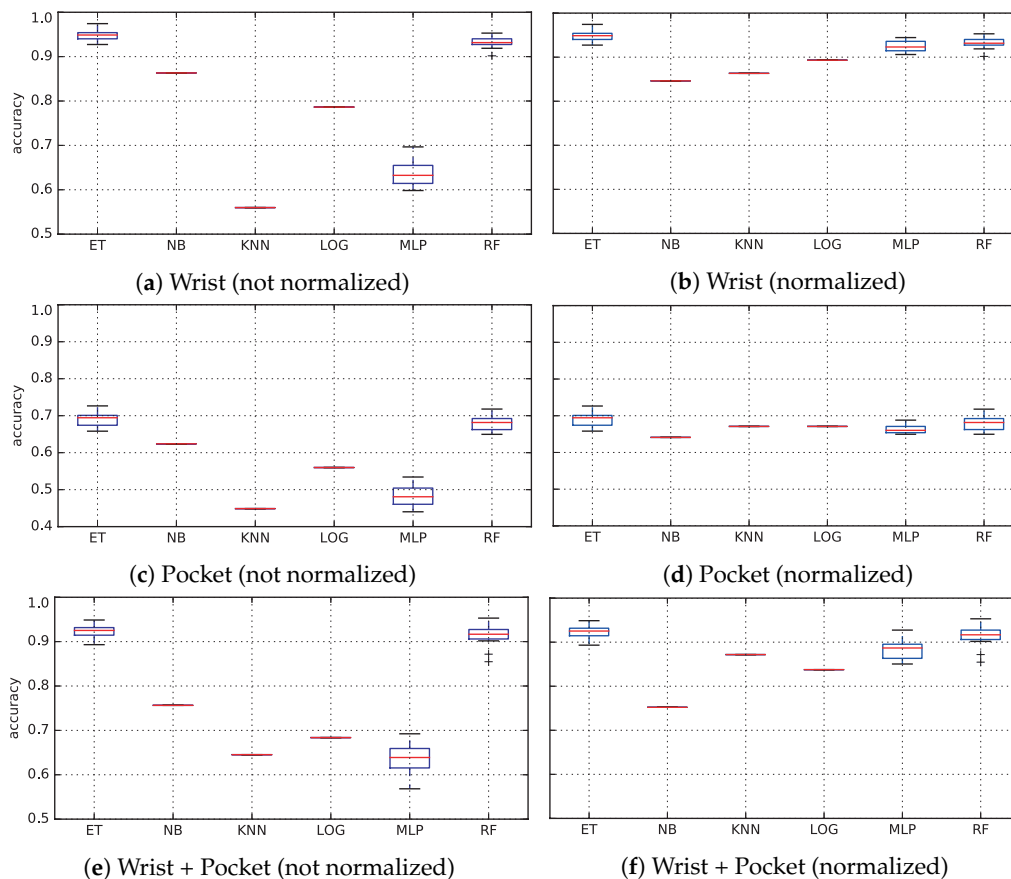 1.0
0.9
0.8
0.7
0.6
0.5
accuracy
ET NB KNN LOG MLP RF
ET NB KNN LOG MLP RF
(a) Wrist (not normalized)
(b) Wrist (normalized)
1.0
0.9
0.8
0.7
0.6
0.5
0.4
accuracy
ET NB KNN LOG MLP RF
ET NB KNN LOG MLP RF
(c) Pocket (not normalized)
(d) Pocket (normalized)
1.0
0.9
0.8
0.7
0.6
0.5
accuracy
ET NB KNN LOG MLP RF
ET NB KNN LOG MLP RF
(e) Wrist + Pocket (not normalized)
(f) Wrist + Pocket (normalized)